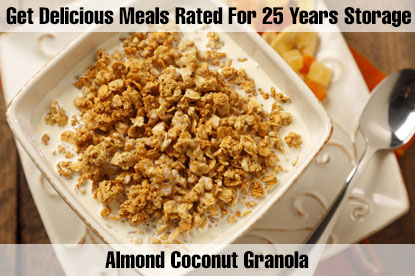 Get Delicious Meals Rated For 25 Years Storage
Almond Coconut Granola